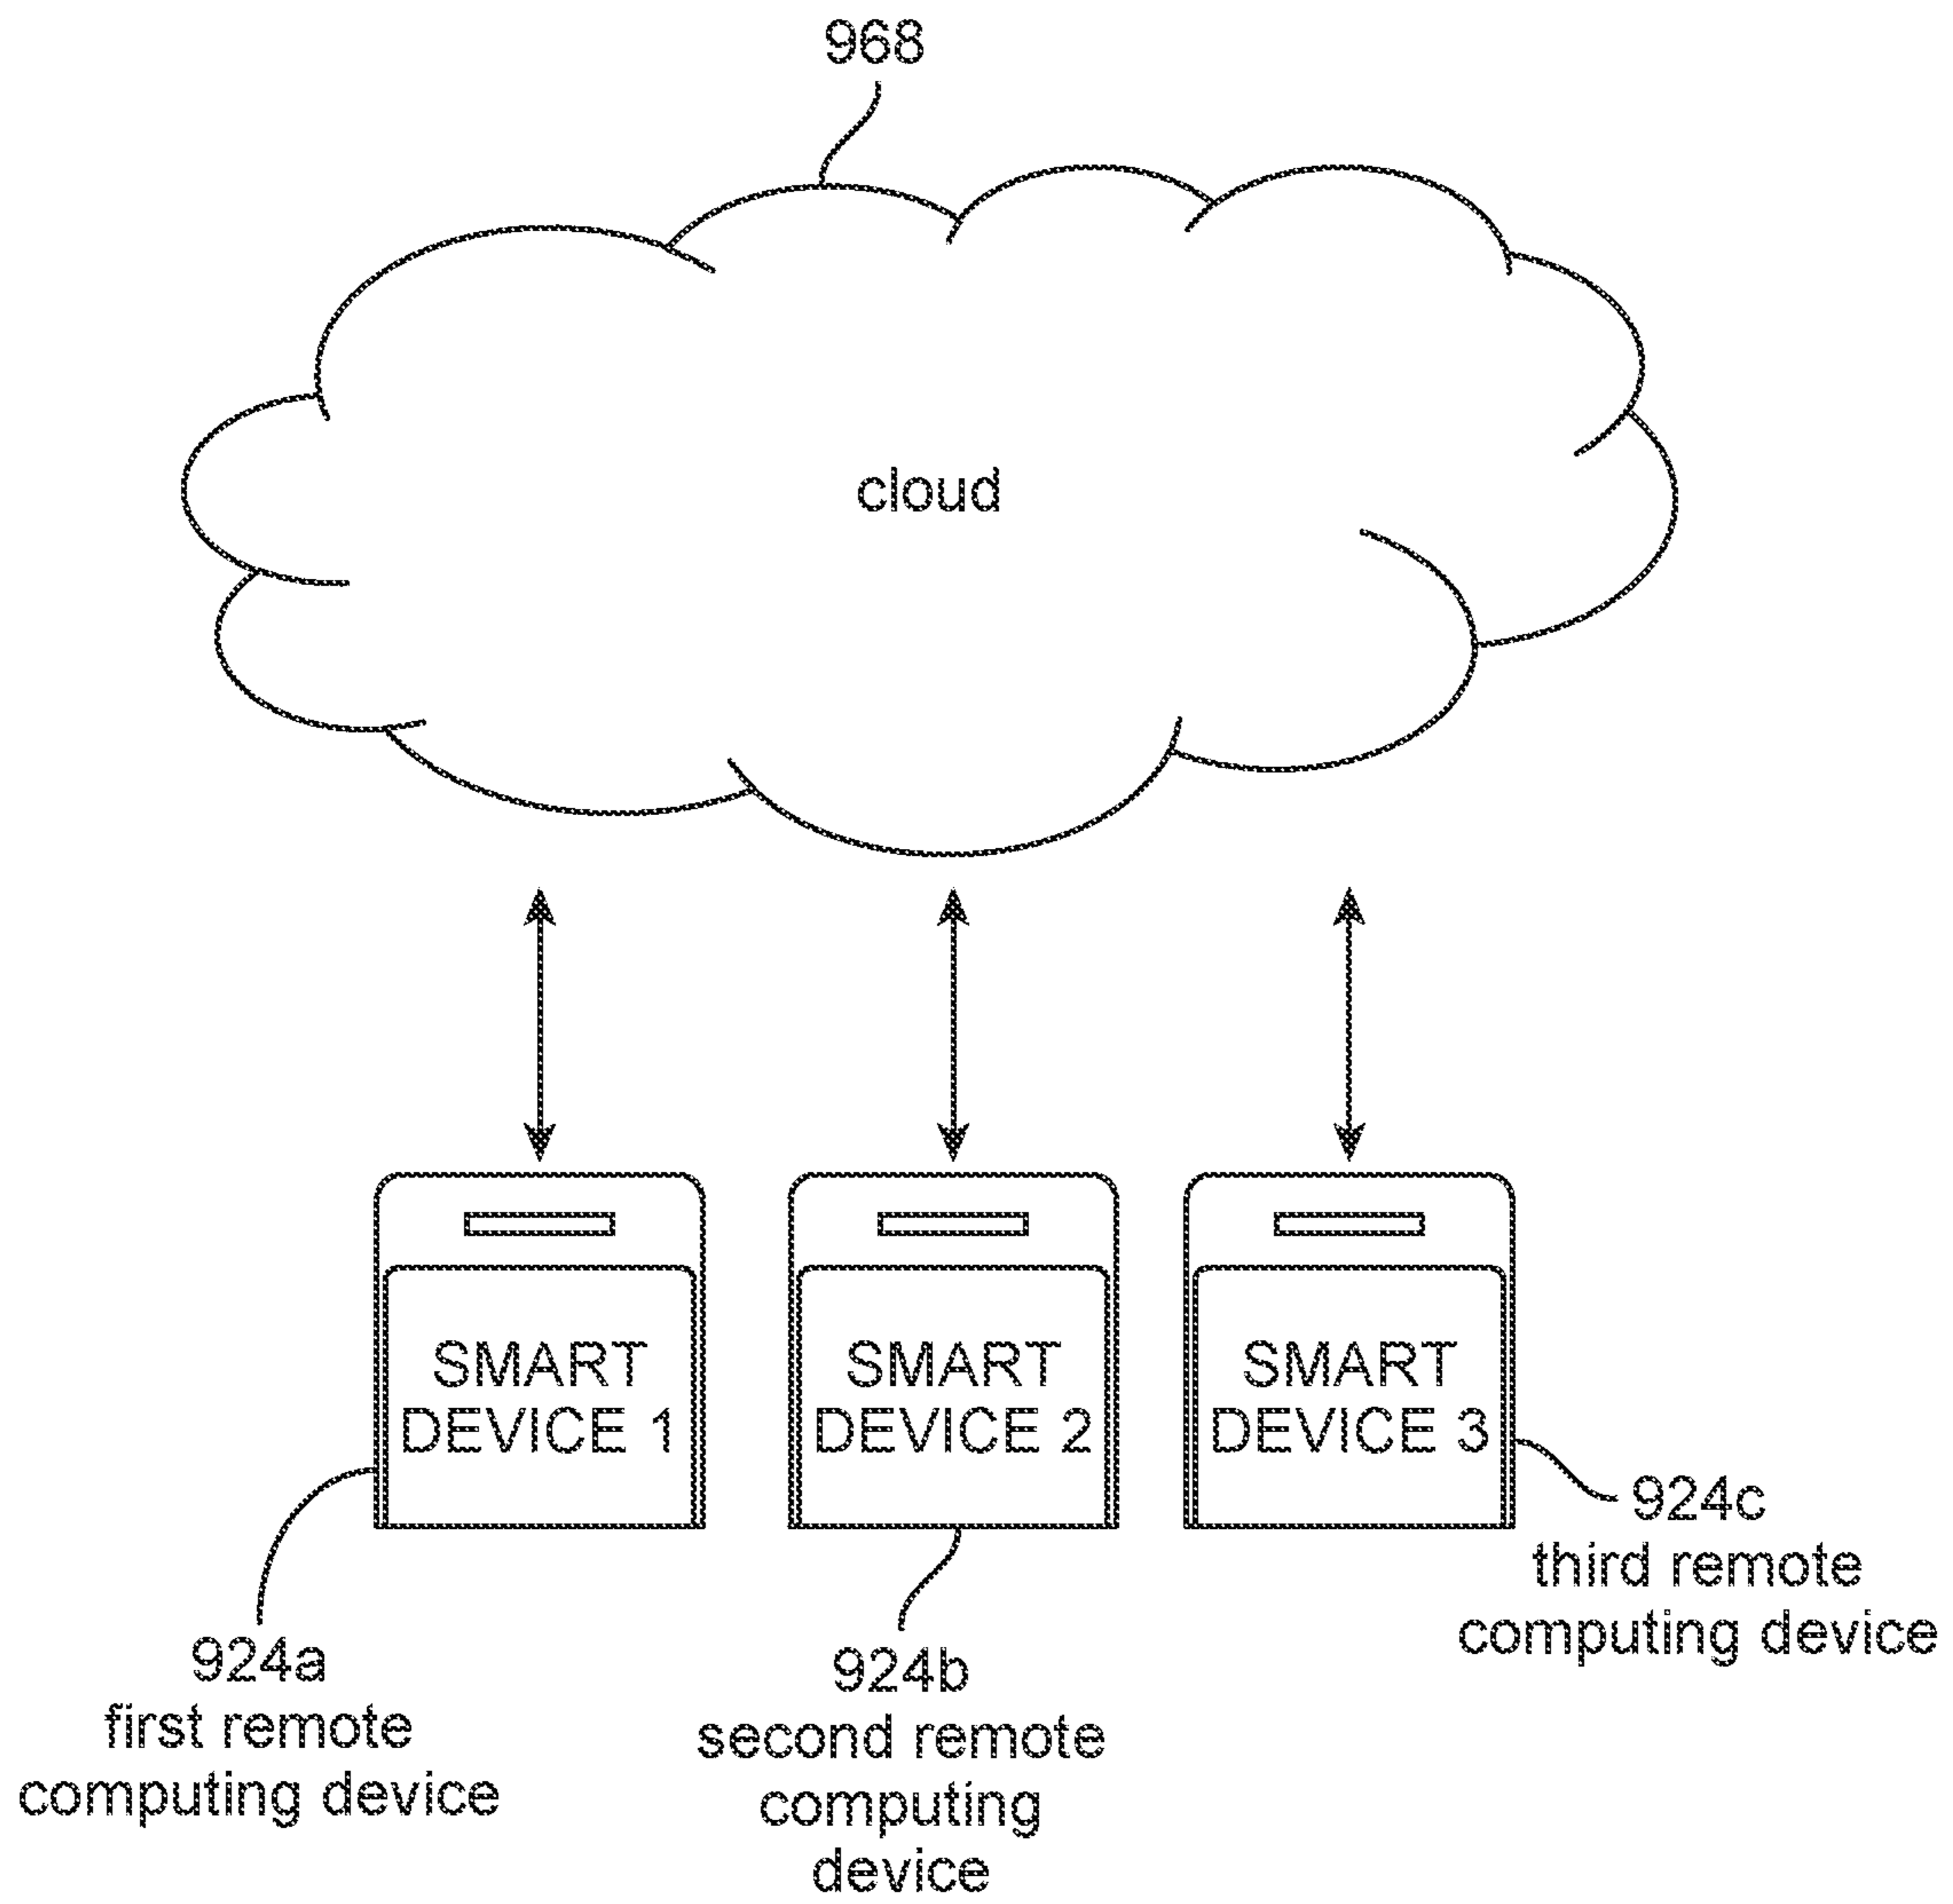 968
cloud
SMART
DEVICE 1
SMART
DEVICE 2
SMART
DEVICE 3
924a
first remote
computing device
924b
second remote
computing
device
924c
third remote
computing device